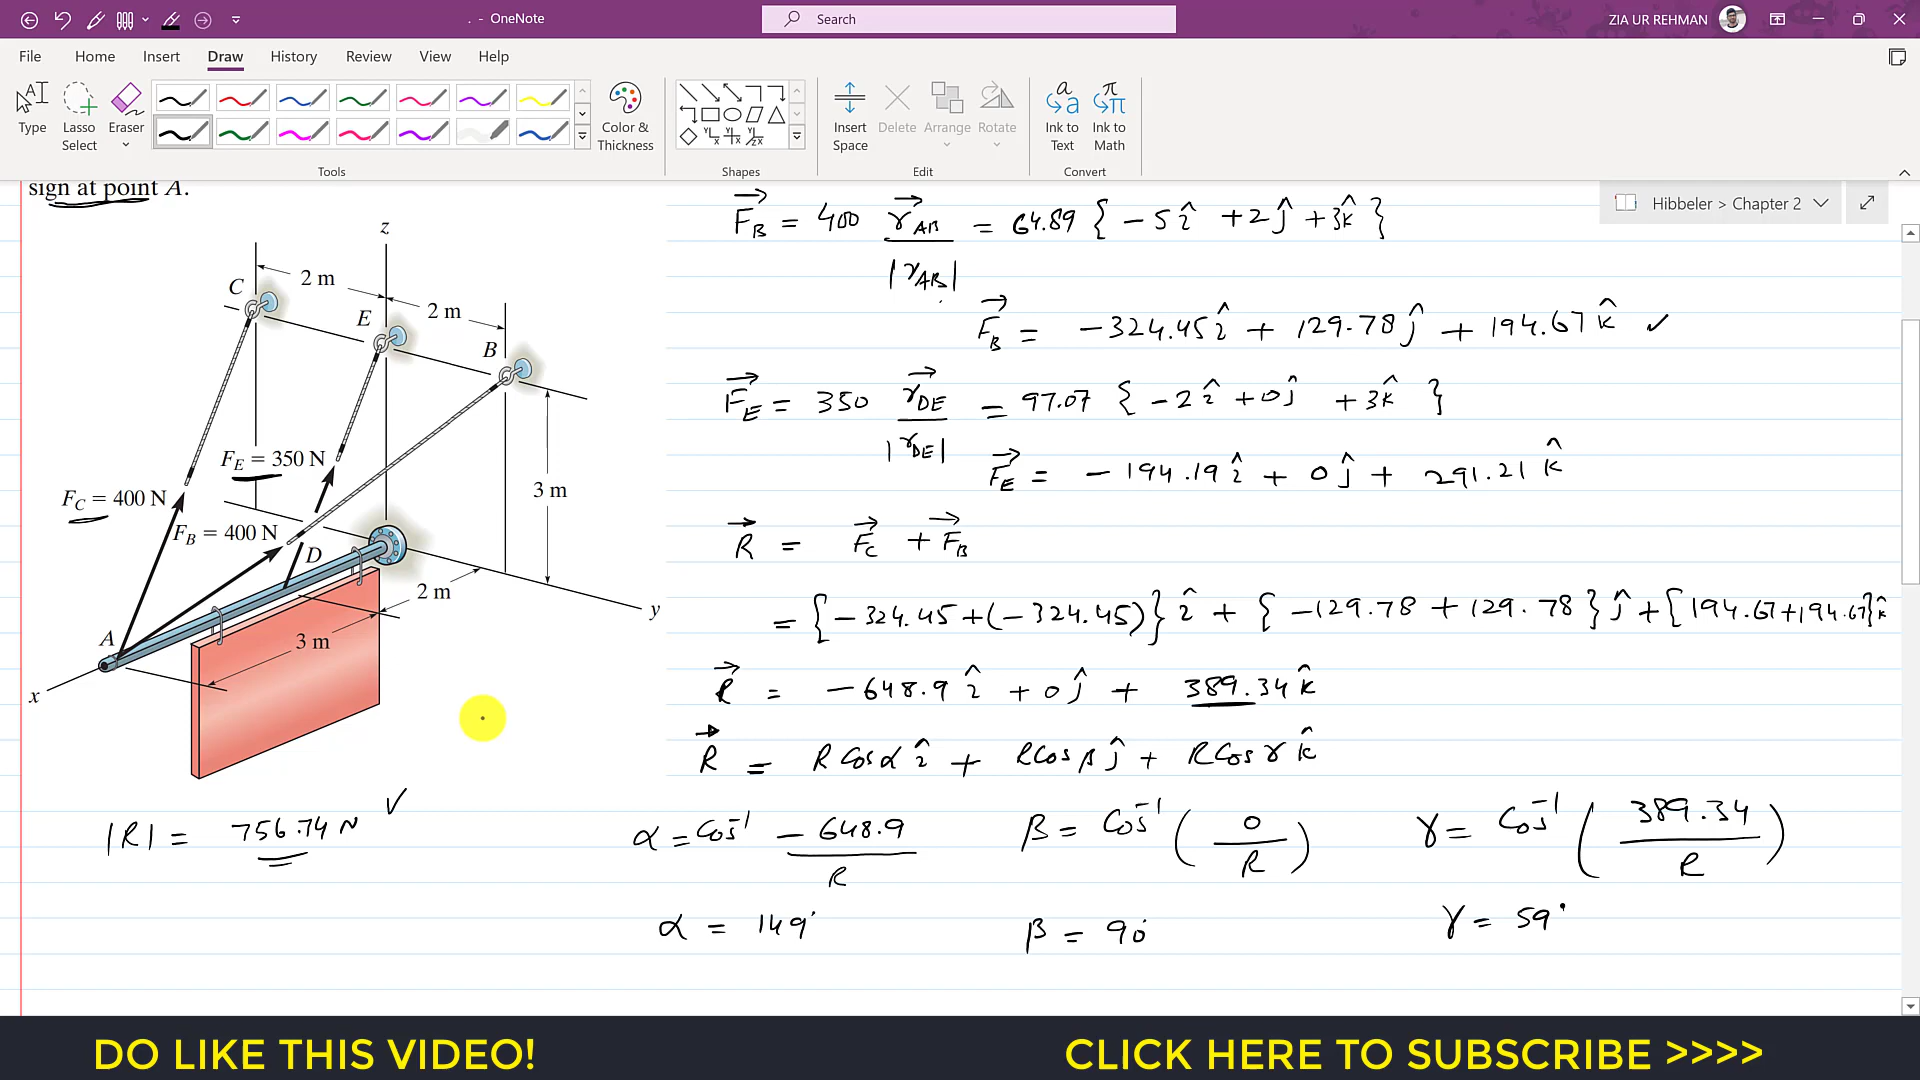 . - OneNote
Search
ZIA UR REHMAN
File Home Insert Draw History Review View Help
Type
Lasso Select
Eraser
Color & Thickness
Insert Space
Delete
Arrange
Rotate
Ink to Text
Ink to Math
Tools
Shapes
Edit
Convert
Hibbeler > Chapter 2
sign at point A.
z
C
2 m
E
2 m
B
F_E = 350 N
F_C = 400 N
3 m
F_B = 400 N
D
2 m
y
A
3 m
x
F_B = 400 r_AB / |r_AB| = 64.89 { -5î + 2ĵ + 3k̂ }
F_B = -324.45î + 129.78ĵ + 194.67k̂ ✓
F_E = 350 r_DE / |r_DE| = 97.07 { -2î + 0ĵ + 3k̂ }
F_E = -194.19î + 0ĵ + 291.21k̂
R = F_C + F_B
= {-324.45+(-324.45)}î + {-129.78+129.78}ĵ + [194.67+194.67]k̂
R = -648.9î + 0ĵ + 389.34k̂
R = RCosαî + RCosβĵ + RCosγk̂
|R| = 756.74 N ✓
α = Cos⁻¹ -648.9 / R
β = Cos⁻¹ (0 / R)
γ = Cos⁻¹ (389.34 / R)
α = 149°
β = 90°
γ = 59°
DO LIKE THIS VIDEO!
CLICK HERE TO SUBSCRIBE >>>>